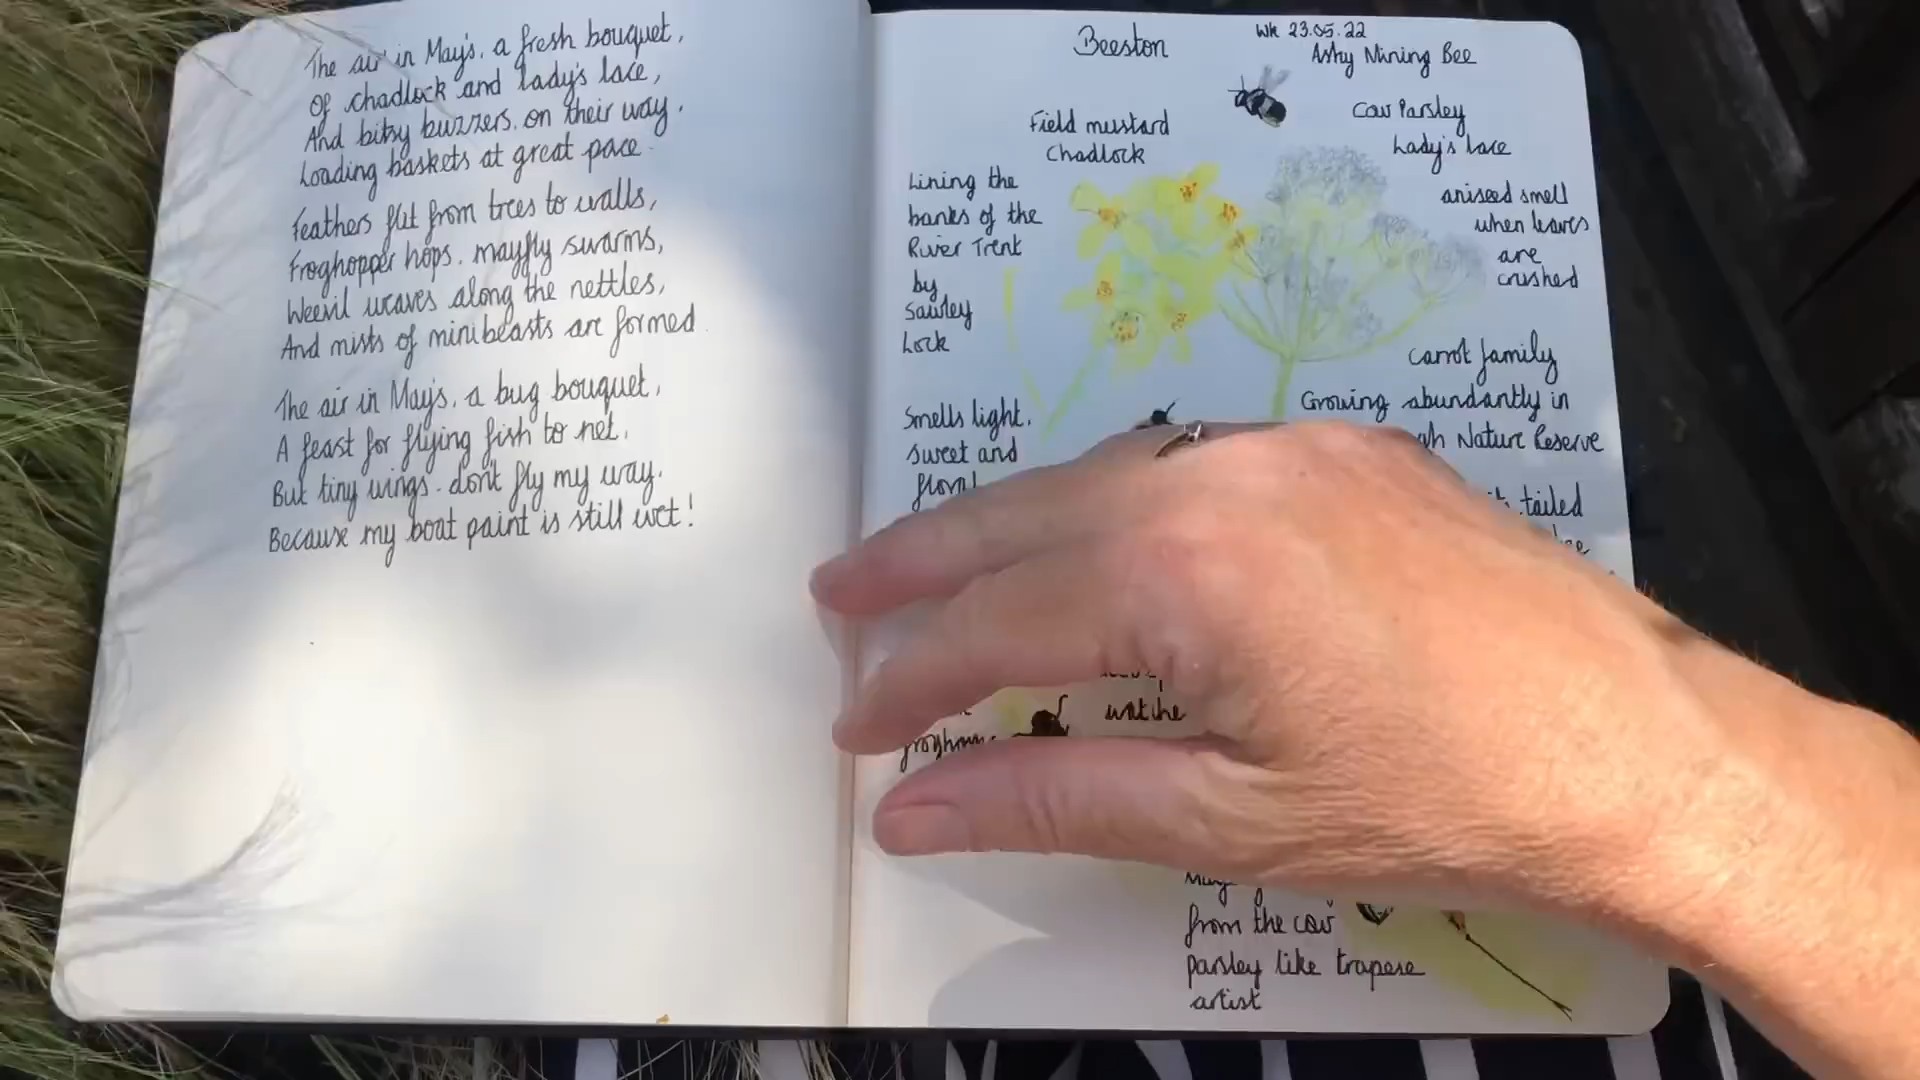 The air in May's, a fresh bouquet,
Of chadlock and lady's lace,
And bitsy buzzers, on their way.
Loading baskets at great pace.
Feathers flit from trees to walls,
Froghopper hops, mayfly swarms,
Weevil weaves along the nettles,
And mists of minibeasts are formed.
The air in May's, a bug bouquet,
A feast for flying fish to net,
But tiny wings, don't fly my way.
Because my boat paint is still wet!
Beeston
Wk 23.05.22
Ashy Mining Bee
Field mustard
Chadlock
Cow Parsley
Lady's lace
Lining the
banks of the
River Trent
by
Sawley
Lock
aniseed smell
when leaves
are
crushed
Carrot family
Growing abundantly in
Nature Reserve
Smells light,
sweet and
floral
tailed
from the cow
parsley like trapese
artist